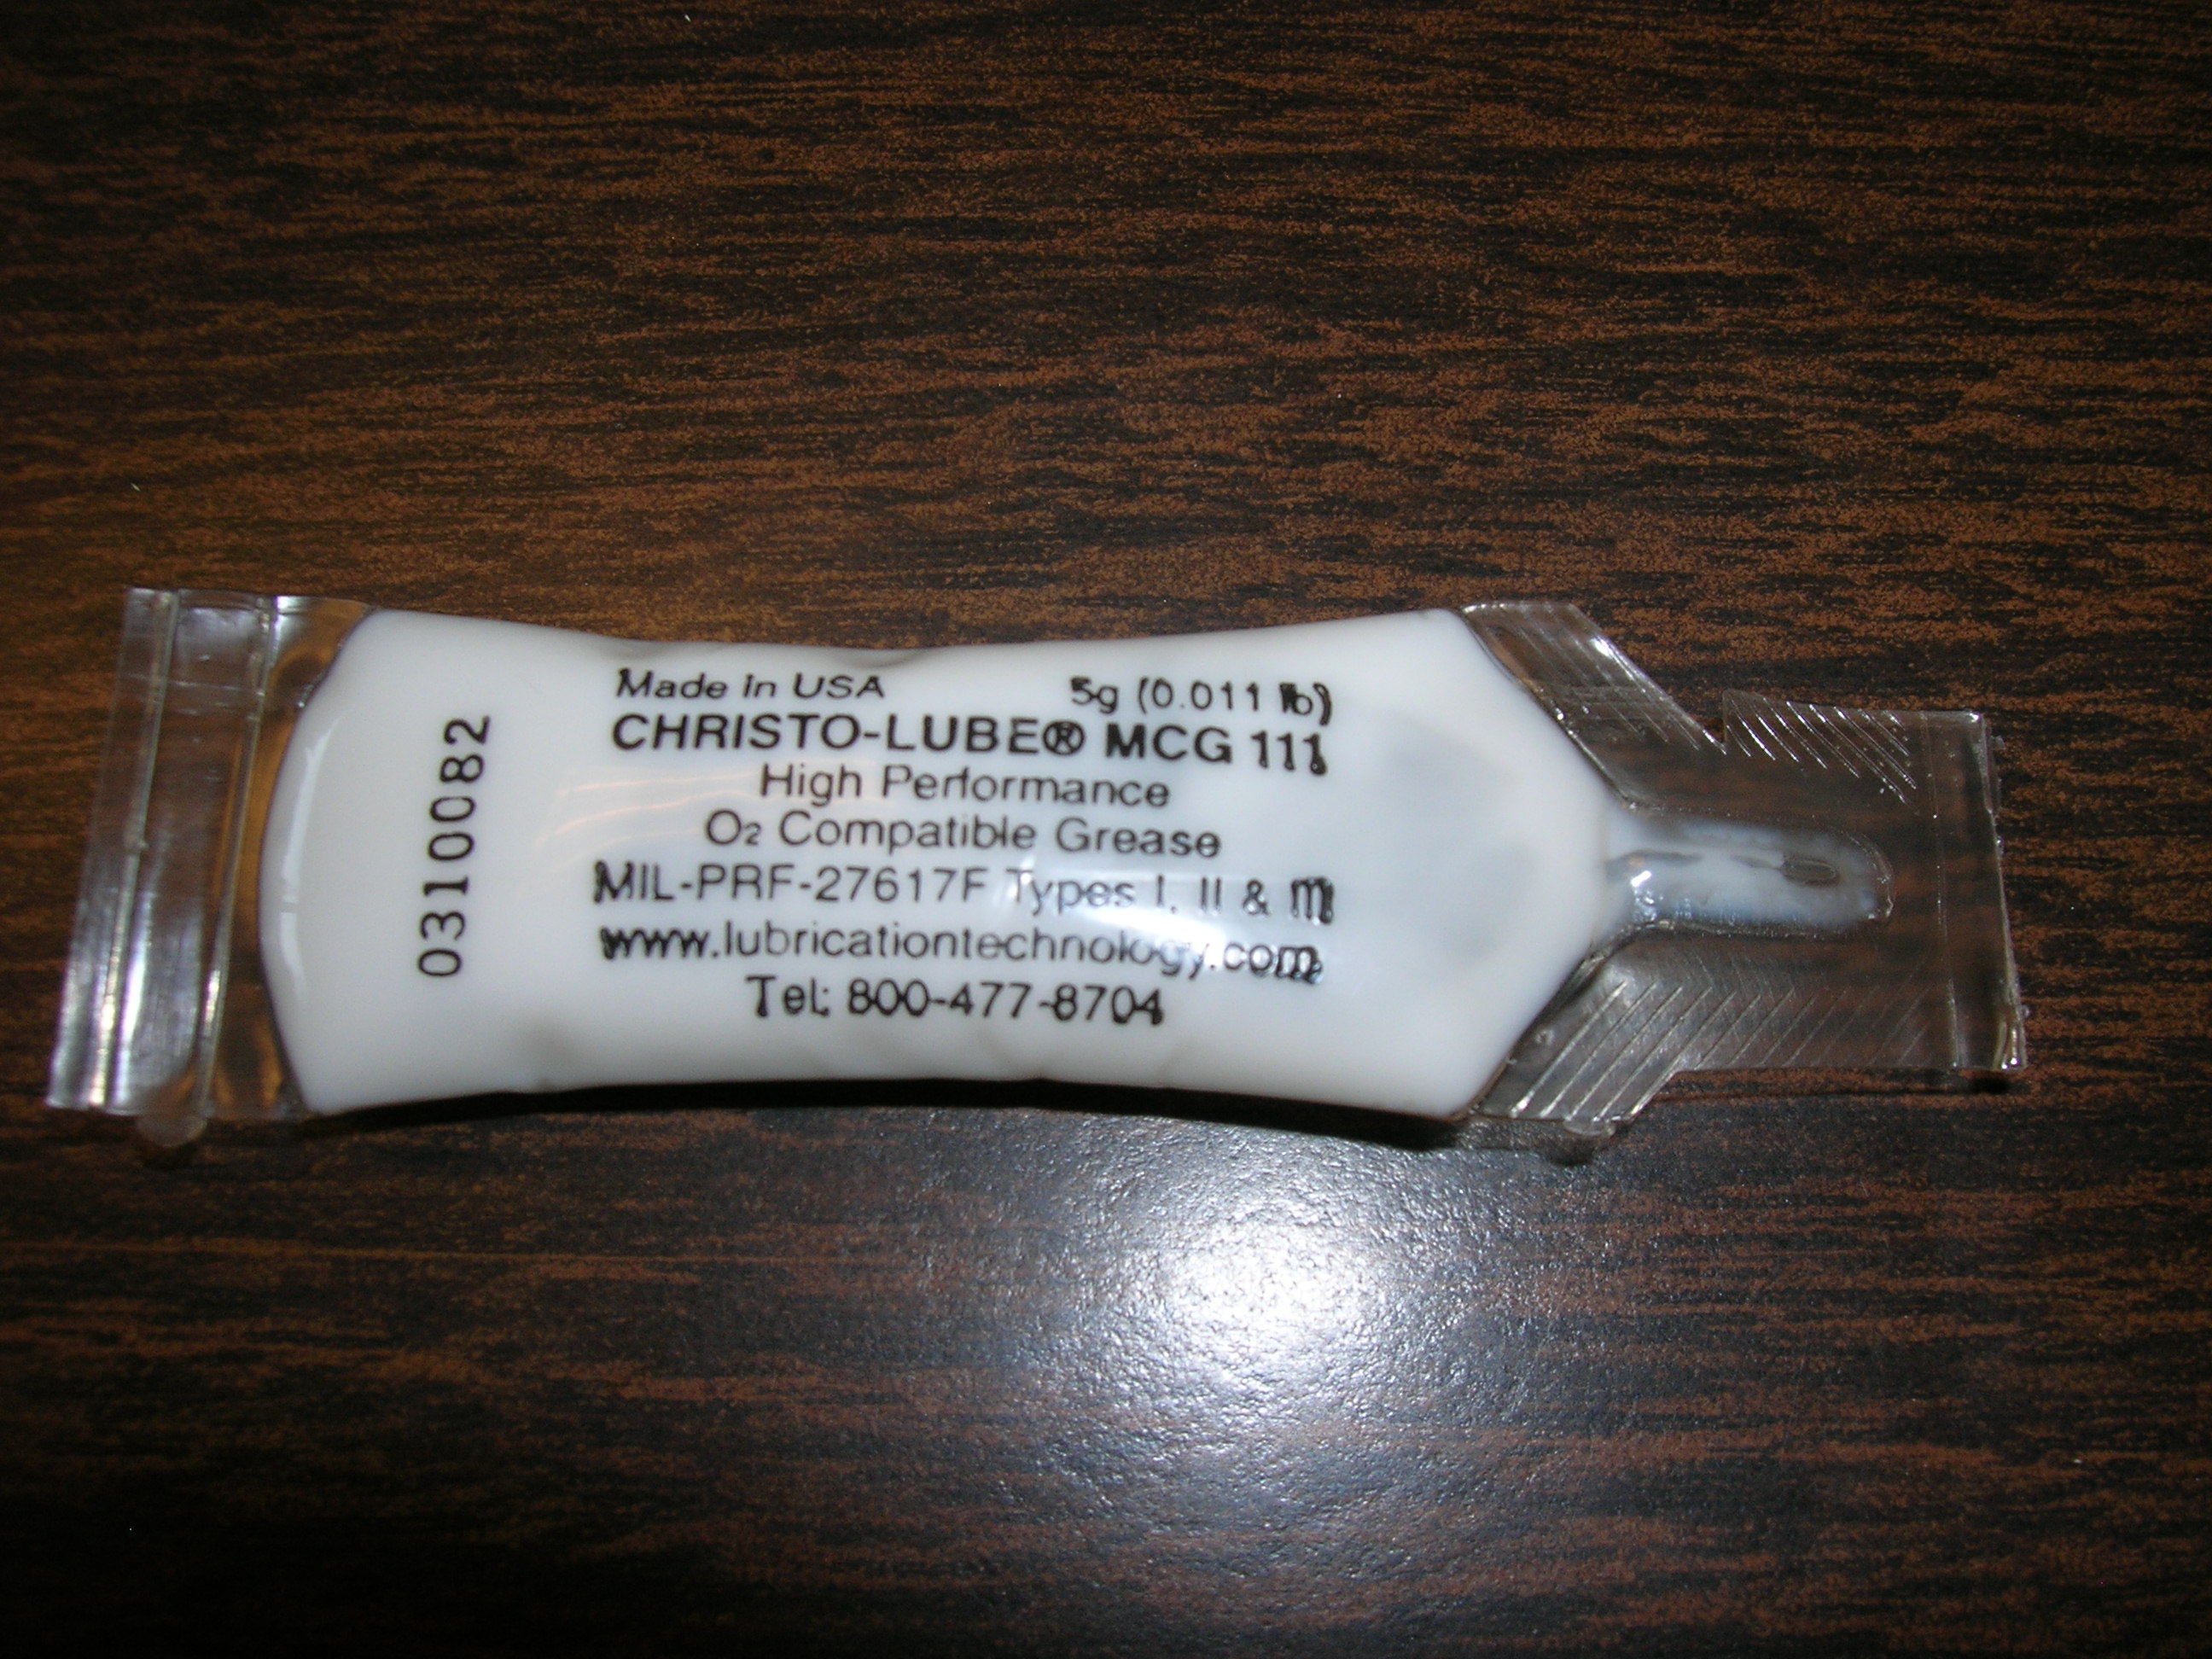 Made in USA 5g (0.011 lb)
CHRISTO-LUBE® MCG 111
High Performance
O₂ Compatible Grease
MIL-PRF-27617F Types I, II & III
www.lubricationtechnology.com
Tel: 800-477-8704
0310082